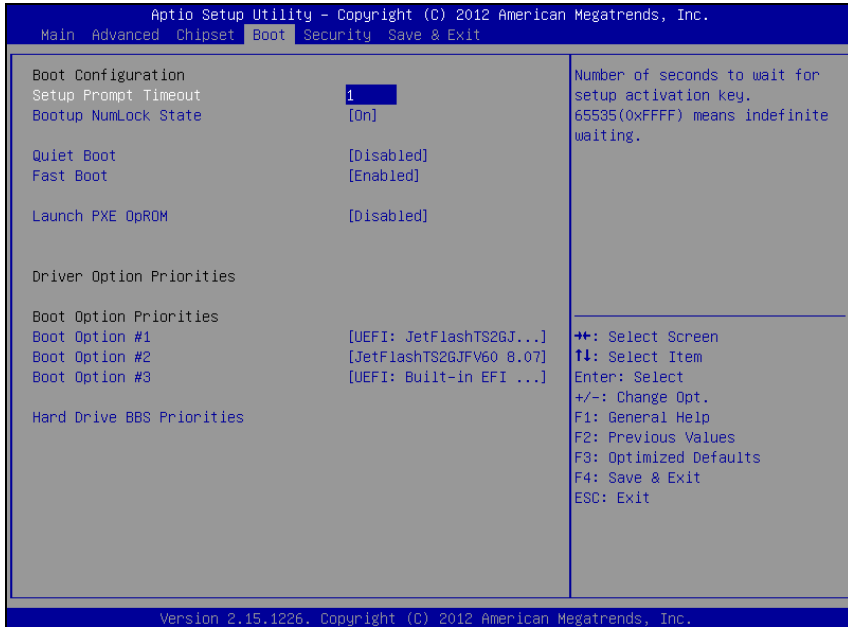 Aptio Setup Utility – Copyright (C) 2012 American Megatrends, Inc.
Main Advanced Chipset Boot Security Save & Exit
Boot Configuration
Setup Prompt Timeout 1
Bootup NumLock State [On]
Quiet Boot [Disabled]
Fast Boot [Enabled]
Launch PXE OpROM [Disabled]
Driver Option Priorities
Boot Option Priorities
Boot Option #1 [UEFI: JetFlashTS2GJ...]
Boot Option #2 [JetFlashTS2GJFV60 8.07]
Boot Option #3 [UEFI: Built-in EFI ...]
Hard Drive BBS Priorities
Number of seconds to wait for
setup activation key.
65535(0xFFFF) means indefinite
waiting.
→←: Select Screen
↑↓: Select Item
Enter: Select
+/-: Change Opt.
F1: General Help
F2: Previous Values
F3: Optimized Defaults
F4: Save & Exit
ESC: Exit
Version 2.15.1226. Copyright (C) 2012 American Megatrends, Inc.